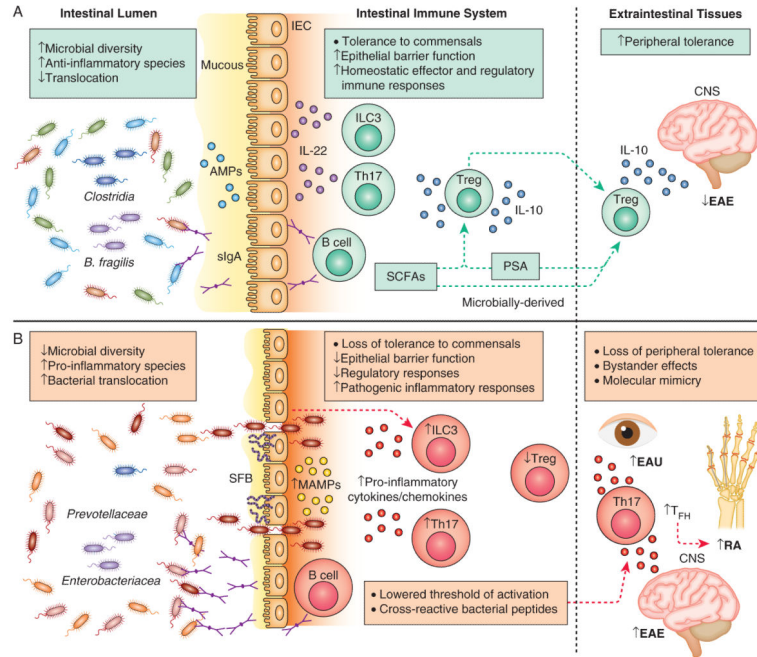 Intestinal Lumen
Intestinal Immune System
Extraintestinal Tissues
A
↑Microbial diversity
↑Anti-inflammatory species
↓Translocation
IEC
Mucous
• Tolerance to commensals
↑Epithelial barrier function
↑Homeostatic effector and regulatory
immune responses
↑Peripheral tolerance
CNS
ILC3
IL-22
AMPs
Th17
Clostridia
Treg
IL-10
IL-10
Treg
↓EAE
B. fragilis
sIgA
B cell
SCFAs
PSA
Microbially-derived
B
↓Microbial diversity
↑Pro-inflammatory species
↑Bacterial translocation
• Loss of tolerance to commensals
↓Epithelial barrier function
↓Regulatory responses
↑Pathogenic inflammatory responses
• Loss of peripheral tolerance
• Bystander effects
• Molecular mimicry
↑ILC3
↓Treg
↑EAU
SFB
↑MAMPs
↑Pro-inflammatory
cytokines/chemokines
Prevotellaceae
↑Th17
Th17
↑TFH
↑RA
Enterobacteriacea
B cell
CNS
• Lowered threshold of activation
• Cross-reactive bacterial peptides
↑EAE